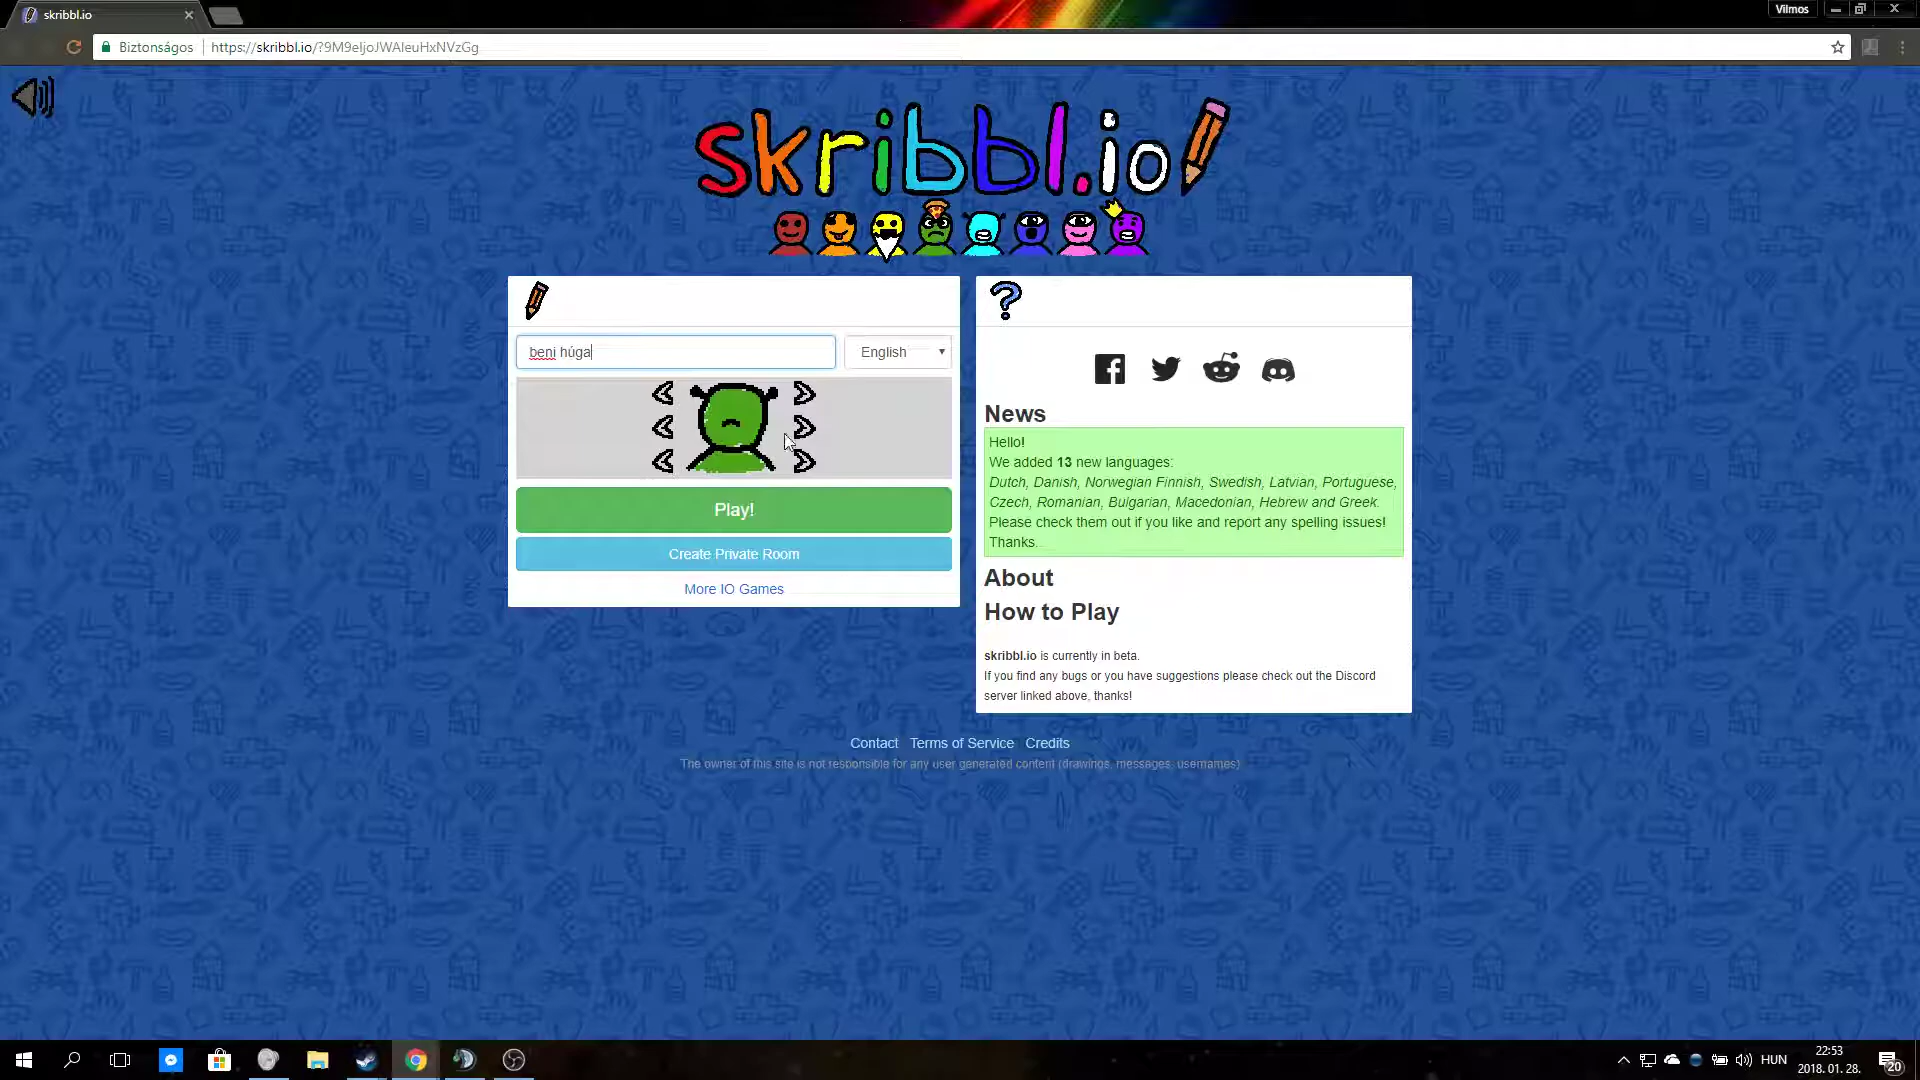 skribbl.io
Vilmos
Biztonságos
https://skribbl.io/?9M9eljoJWAleuHxNVzGg
skribbl.io
beni húga
English
Play!
Create Private Room
More IO Games
?
News
Hello!
We added 13 new languages:
Dutch, Danish, Norwegian Finnish, Swedish, Latvian, Portuguese,
Czech, Romanian, Bulgarian, Macedonian, Hebrew and Greek.
Please check them out if you like and report any spelling issues!
Thanks.
About
How to Play
skribbl.io is currently in beta.
If you find any bugs or you have suggestions please check out the Discord
server linked above, thanks!
Contact Terms of Service Credits
The owner of this site is not responsible for any user generated content (drawings, messages, usernames)
HUN
22:53
2018. 01. 28.
20